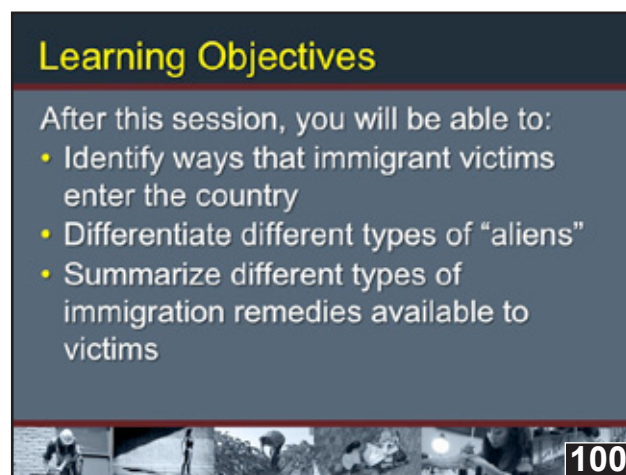 Learning Objectives
After this session, you will be able to:
• Identify ways that immigrant victims
enter the country
• Differentiate different types of “aliens”
• Summarize different types of
immigration remedies available to
victims
100